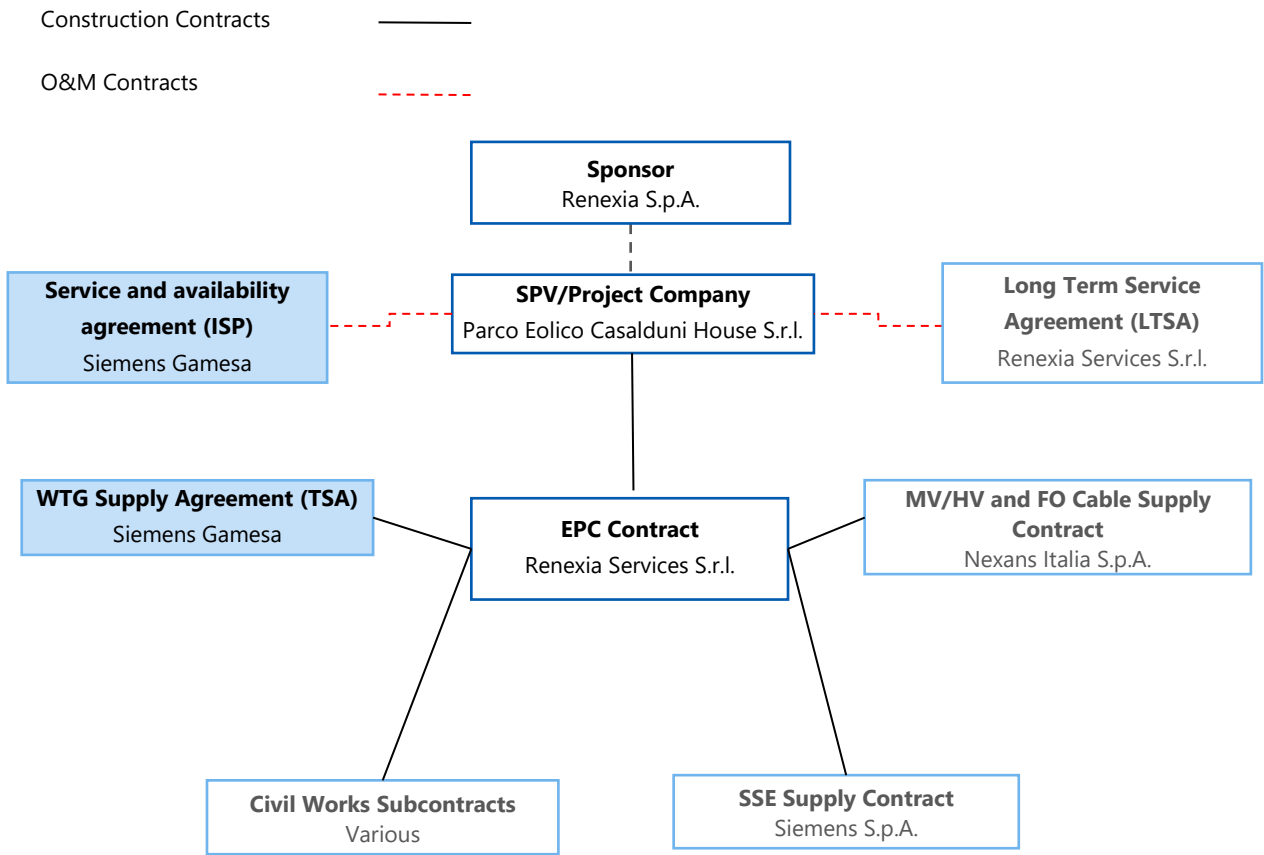 Construction Contracts
O&M Contracts
Sponsor
Renexia S.p.A.
Service and availability
agreement (ISP)
Siemens Gamesa
SPV/Project Company
Parco Eolico Casalduni House S.r.l.
Long Term Service
Agreement (LTSA)
Renexia Services S.r.l.
WTG Supply Agreement (TSA)
Siemens Gamesa
EPC Contract
Renexia Services S.r.l.
MV/HV and FO Cable Supply
Contract
Nexans Italia S.p.A.
Civil Works Subcontracts
Various
SSE Supply Contract
Siemens S.p.A.